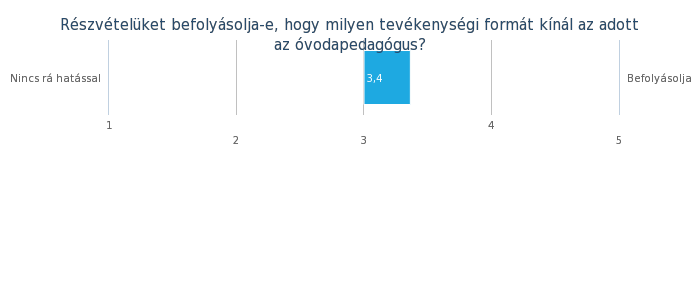 Részvételüket befolyásolja-e, hogy milyen tevékenységi formát kínál az adott
az óvodapedagógus?
Nincs rá hatással
3,4
Befolyásolja
1
2
3
4
5